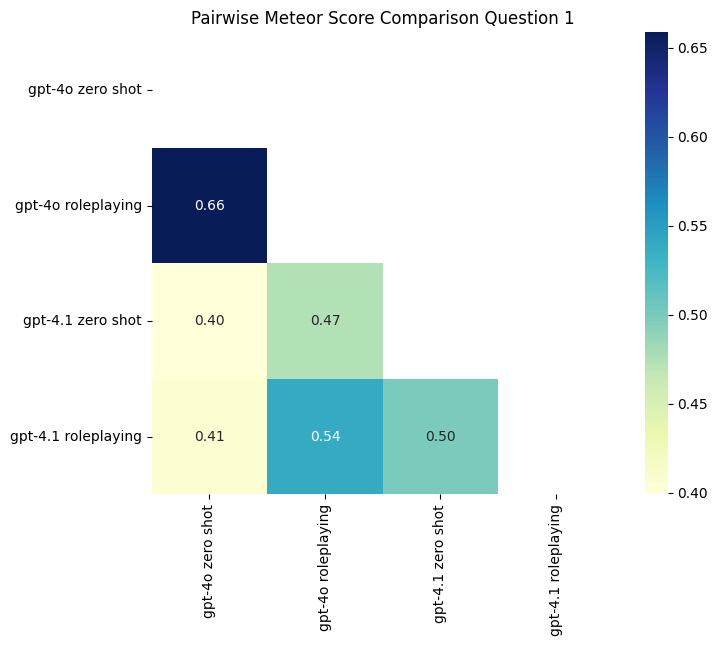 Pairwise Meteor Score Comparison Question 1
gpt-4o zero shot
gpt-4o roleplaying
0.66
gpt-4.1 zero shot
0.40 0.47
gpt-4.1 roleplaying
0.41 0.54 0.50
gpt-4o zero shot
gpt-4o roleplaying
gpt-4.1 zero shot
gpt-4.1 roleplaying
0.65
0.60
0.55
0.50
0.45
0.40